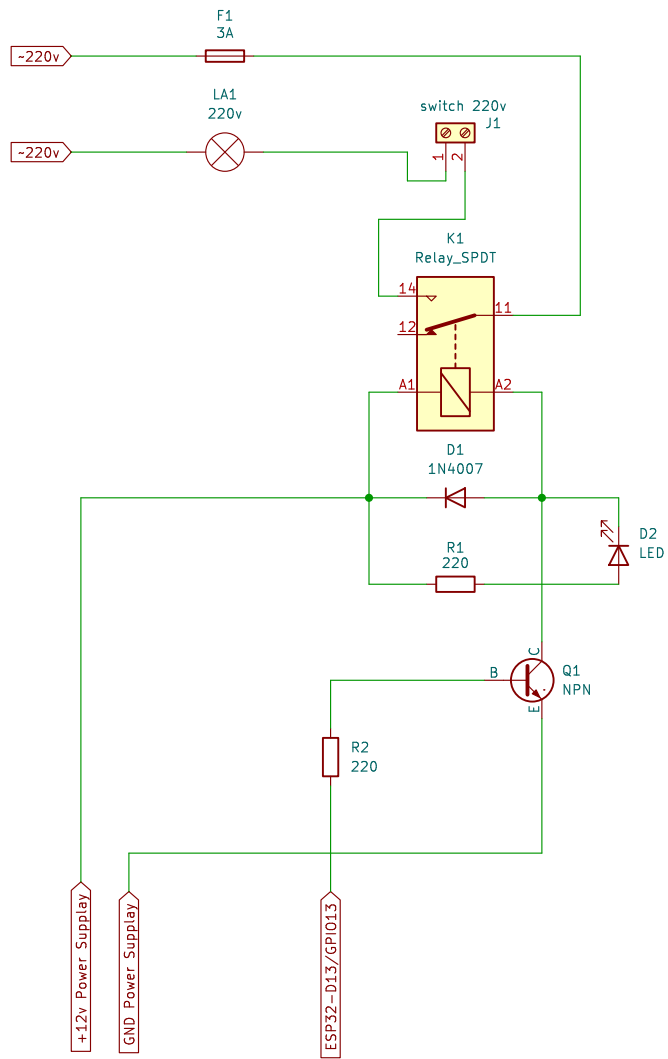 F1
3A
~220v
LA1
220v
~220v
switch 220v
J1
1
2
K1
Relay_SPDT
14
11
12
A1
A2
D1
1N4007
D2
LED
R1
220
C
B
Q1
NPN
E
R2
220
+12v Power Supplay
GND Power Supplay
ESP32-D13/GPIO13